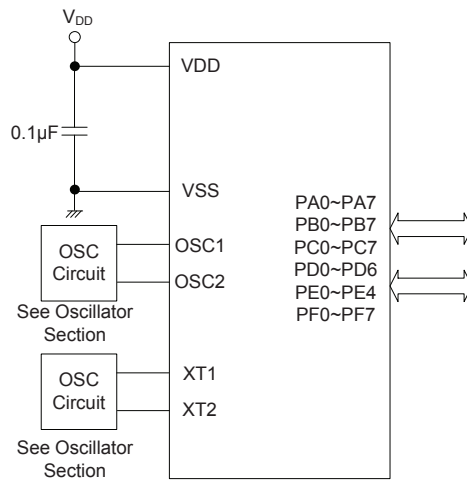 VDD
VDD
0.1µF
VSS
PA0~PA7
PB0~PB7
PC0~PC7
PD0~PD6
PE0~PE4
PF0~PF7
OSC
Circuit
OSC1
OSC2
See Oscillator
Section
OSC
Circuit
XT1
XT2
See Oscillator
Section